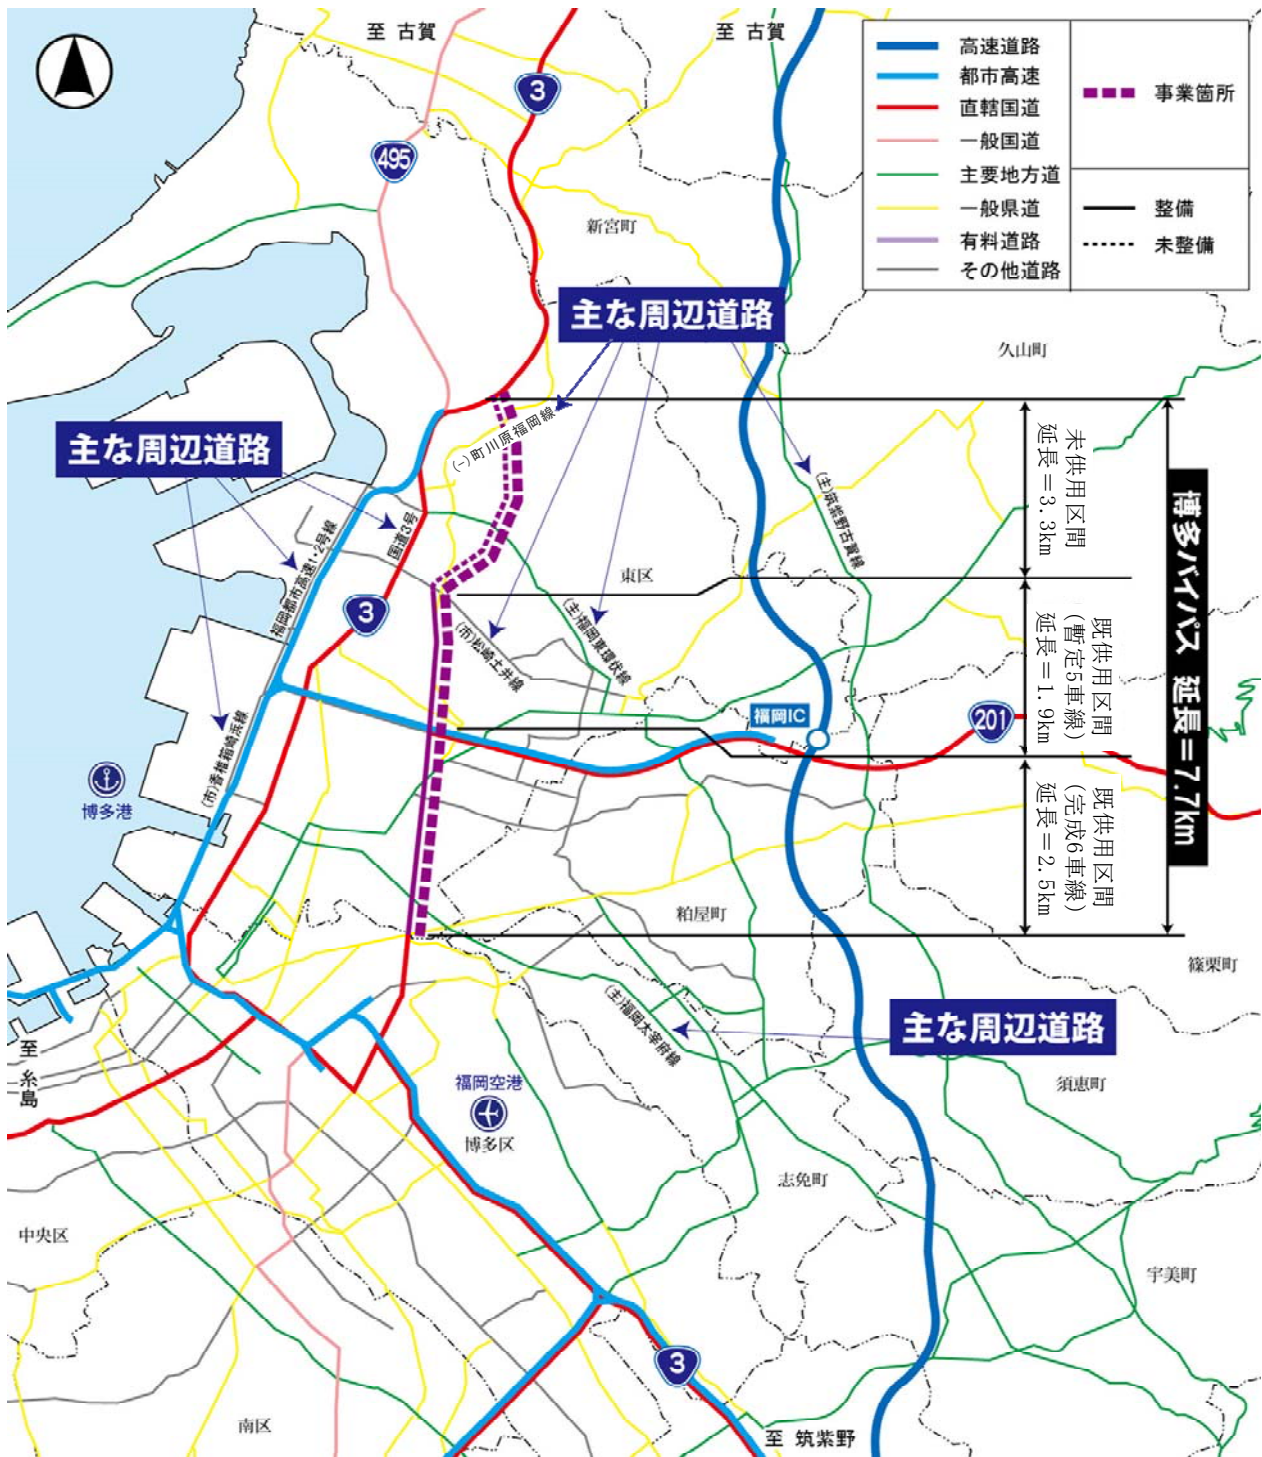 至 古賀
至 古賀
高速道路
都市高速
直轄国道
一般国道
主要地方道
一般県道
有料道路
その他道路
事業箇所
整備
未整備
3
495
新宮町
主な周辺道路
久山町
(一)町川原福岡線
主な周辺道路
(主)筑紫野古賀線
未供用区間
延長=3.3km
博多バイパス 延長=7.7km
福岡都市高速1・2号線
国道3号
東区
3
(主)福岡東環状線
(市)松崎土井線
既供用区間
(暫定5車線)
延長=1.9km
福岡IC
201
(市)香椎箱崎浜線
博多港
既供用区間
(完成6車線)
延長=2.5km
粕屋町
篠栗町
(主)福岡太宰府線
主な周辺道路
至 糸島
福岡空港
博多区
須恵町
志免町
中央区
宇美町
3
南区
至 筑紫野